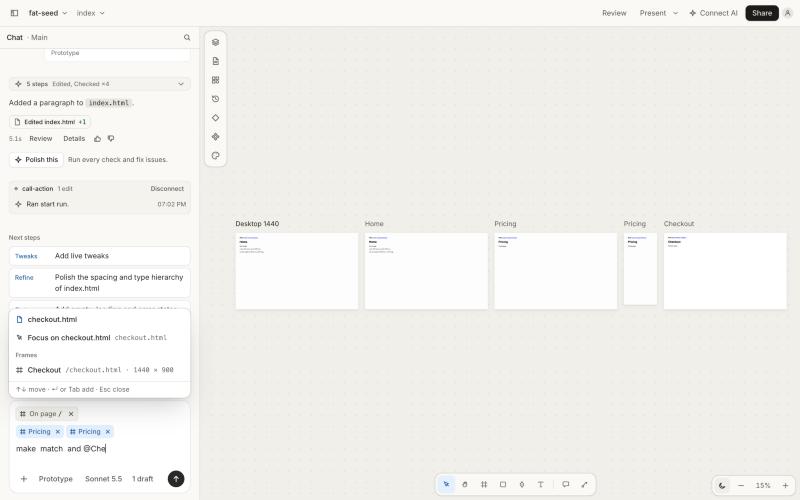 fat-seed
index
Review
Present
Connect AI
Share
Chat · Main
Prototype
5 steps Edited, Checked ×4
Added a paragraph to index.html.
Edited index.html +1
5.1s Review Details
Polish this Run every check and fix issues.
call-action 1 edit Disconnect
Ran start run. 07:02 PM
Next steps
Tweaks Add live tweaks
Refine Polish the spacing and type hierarchy
of index.html
checkout.html
Focus on checkout.html checkout.html
Frames
Checkout /checkout.html · 1440 × 900
↑↓ move · ↵ or Tab add · Esc close
On page / ×
Pricing × Pricing ×
make match and @Che
Prototype Sonnet 5.5 1 draft
Desktop 1440
Home
Pricing
Pricing
Checkout
Home
Home
Pricing
Pricing
Checkout
15%